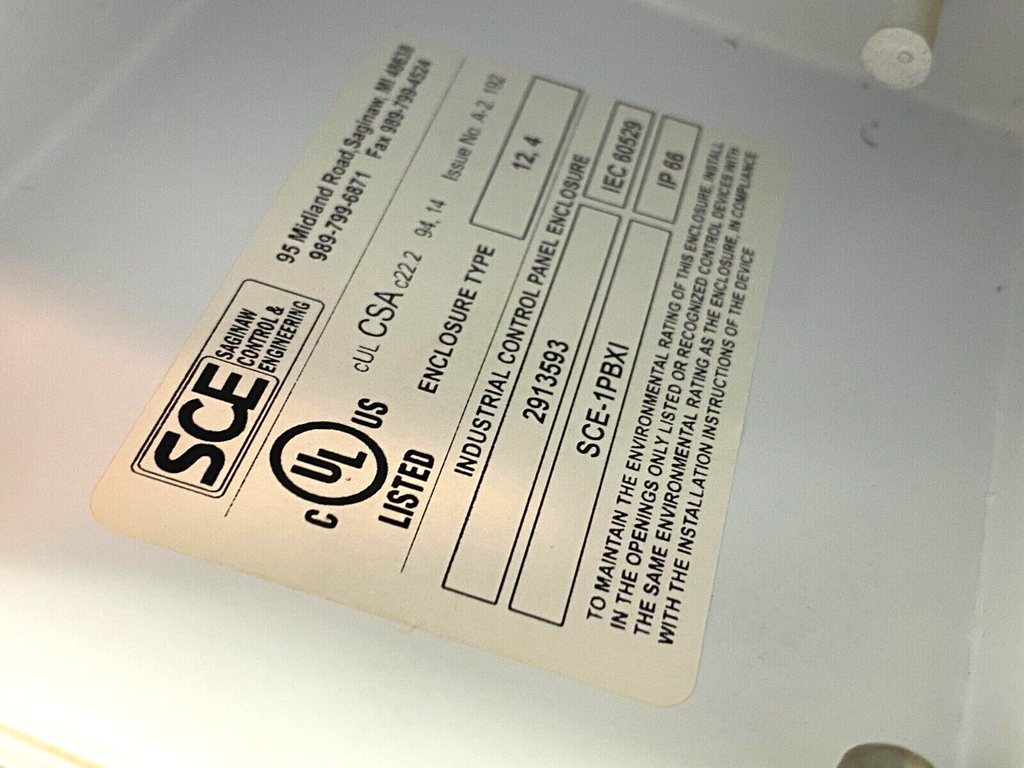 SCE
SAGINAW
CONTROL &
ENGINEERING
95 Midland Road,Saginaw, MI 48638
989-799-6871 Fax 989-799-4524
C UL US
LISTED
cUL CSA c22.2 94, 14 Issue No. A-2, 192
ENCLOSURE TYPE 12, 4
INDUSTRIAL CONTROL PANEL ENCLOSURE
2913593 IEC 60529
SCE-1PBXI IP 66
TO MAINTAIN THE ENVIRONMENTAL RATING OF THIS ENCLOSURE, INSTALL
IN THE OPENINGS ONLY LISTED OR RECOGNIZED CONTROL DEVICES WITH
THE SAME ENVIRONMENTAL RATING AS THE ENCLOSURE, IN COMPLIANCE
WITH THE INSTALLATION INSTRUCTIONS OF THE DEVICE